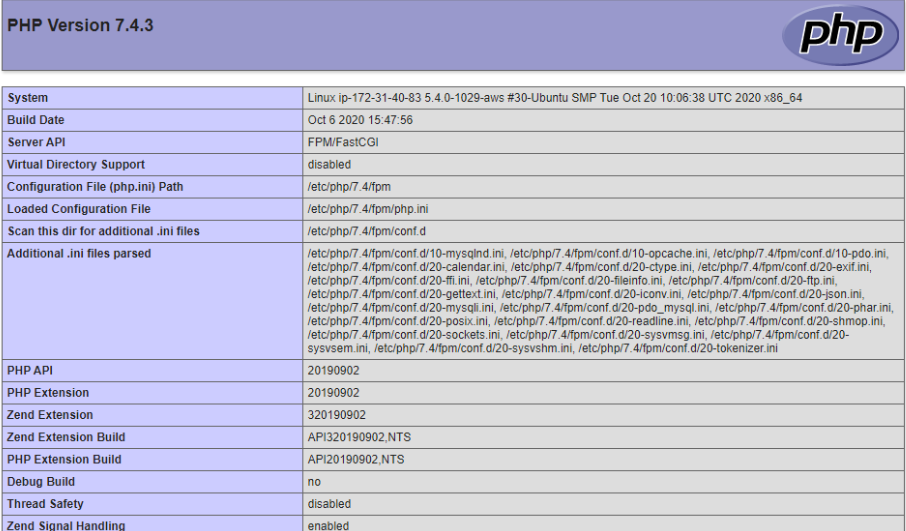 PHP Version 7.4.3
php
System Linux ip-172-31-40-83 5.4.0-1029-aws #30-Ubuntu SMP Tue Oct 20 10:06:38 UTC 2020 x86_64
Build Date Oct 6 2020 15:47:56
Server API FPM/FastCGI
Virtual Directory Support disabled
Configuration File (php.ini) Path /etc/php/7.4/fpm
Loaded Configuration File /etc/php/7.4/fpm/php.ini
Scan this dir for additional .ini files /etc/php/7.4/fpm/conf.d
Additional .ini files parsed /etc/php/7.4/fpm/conf.d/10-mysqlnd.ini, /etc/php/7.4/fpm/conf.d/10-opcache.ini, /etc/php/7.4/fpm/conf.d/10-pdo.ini,
/etc/php/7.4/fpm/conf.d/20-calendar.ini, /etc/php/7.4/fpm/conf.d/20-ctype.ini, /etc/php/7.4/fpm/conf.d/20-exif.ini,
/etc/php/7.4/fpm/conf.d/20-ffi.ini, /etc/php/7.4/fpm/conf.d/20-fileinfo.ini, /etc/php/7.4/fpm/conf.d/20-ftp.ini,
/etc/php/7.4/fpm/conf.d/20-gettext.ini, /etc/php/7.4/fpm/conf.d/20-iconv.ini, /etc/php/7.4/fpm/conf.d/20-json.ini,
/etc/php/7.4/fpm/conf.d/20-mysqli.ini, /etc/php/7.4/fpm/conf.d/20-pdo_mysql.ini, /etc/php/7.4/fpm/conf.d/20-phar.ini,
/etc/php/7.4/fpm/conf.d/20-posix.ini, /etc/php/7.4/fpm/conf.d/20-readline.ini, /etc/php/7.4/fpm/conf.d/20-shmop.ini,
/etc/php/7.4/fpm/conf.d/20-sockets.ini, /etc/php/7.4/fpm/conf.d/20-sysvmsg.ini, /etc/php/7.4/fpm/conf.d/20-
sysvsem.ini, /etc/php/7.4/fpm/conf.d/20-sysvshm.ini, /etc/php/7.4/fpm/conf.d/20-tokenizer.ini
PHP API 20190902
PHP Extension 20190902
Zend Extension 320190902
Zend Extension Build API320190902,NTS
PHP Extension Build API20190902,NTS
Debug Build no
Thread Safety disabled
Zend Signal Handling enabled